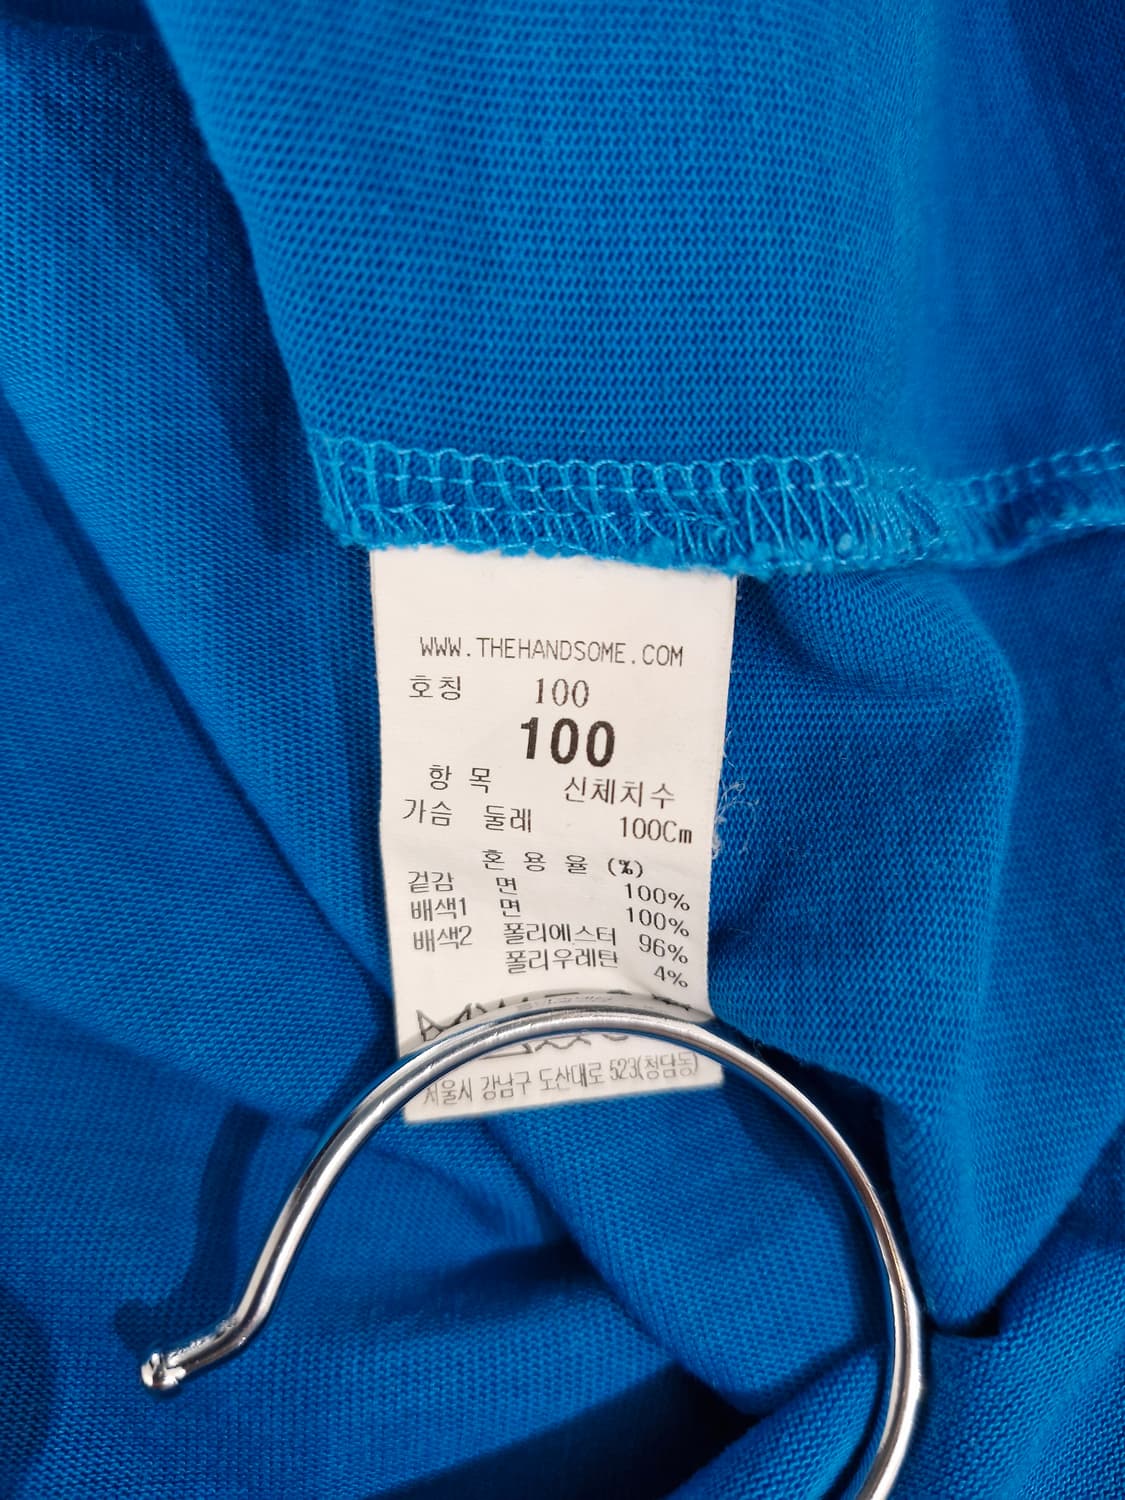 WWW.THEHANDSOME.COM
호칭 100
100
항 목 신체치수
가슴 둘레 100Cm
혼 용 율 (%)
겉감 면 100%
배색1 면 100%
배색2 폴리에스터 96%
폴리우레탄 4%
서울시 강남구 도산대로 523(청담동)